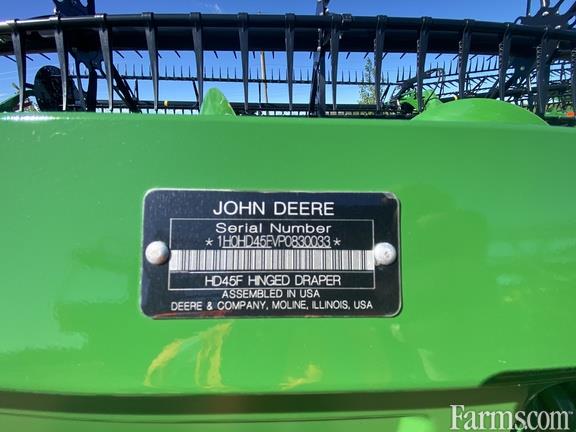 JOHN DEERE
Serial Number
*1H0HD45FVP0830033*
HD45F HINGED DRAPER
ASSEMBLED IN USA
DEERE & COMPANY, MOLINE, ILLINOIS, USA
Farms.com